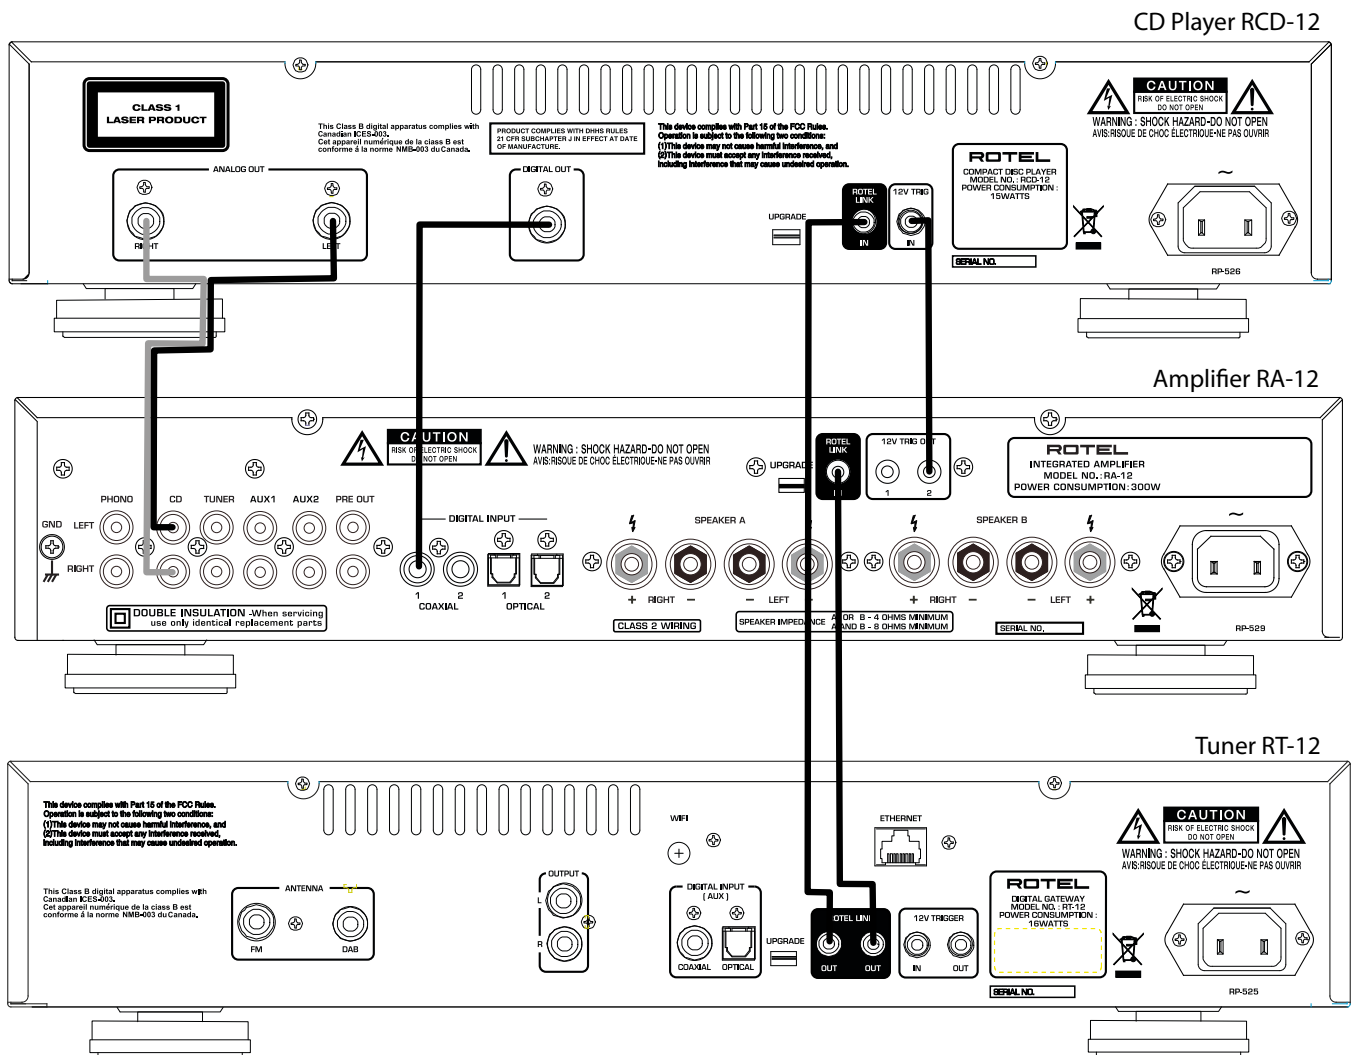 CD Player RCD-12
CLASS 1
LASER PRODUCT
This Class B digital apparatus complies with
Canadian ICES-003.
Cet appareil numérique de la class B est
conforme á la norme NMB-003 du Canada.
PRODUCT COMPLIES WITH DHHS RULES
21 CFR SUBCHAPTER J IN EFFECT AT DATE
OF MANUFACTURE.
This device complies with Part 15 of the FCC Rules.
Operation is subject to the following two conditions:
(1)This device may not cause harmful interference, and
(2)This device must accept any interference received,
including interference that may cause undesired operation.
CAUTION
RISK OF ELECTRIC SHOCK
DO NOT OPEN
WARNING : SHOCK HAZARD-DO NOT OPEN
AVIS:RISQUE DE CHOC ÉLECTRIQUE-NE PAS OUVRIR
ANALOG OUT
RIGHT
LEFT
DIGITAL OUT
UPGRADE
ROTEL
LINK
IN
12V TRIG
IN
ROTEL
COMPACT DISC PLAYER
MODEL NO. : RCD-12
POWER CONSUMPTION :
15WATTS
SERIAL NO.
~
RP-526
Amplifier RA-12
CAUTION
RISK OF ELECTRIC SHOCK
DO NOT OPEN
WARNING : SHOCK HAZARD-DO NOT OPEN
AVIS:RISQUE DE CHOC ÉLECTRIQUE-NE PAS OUVRIR
UPGRADE
ROTEL
LINK
12V TRIG OUT
1 2
ROTEL
INTEGRATED AMPLIFIER
MODEL NO.: RA-12
POWER CONSUMPTION: 300W
PHONO CD TUNER AUX1 AUX2 PRE OUT
GND
LEFT
RIGHT
DIGITAL INPUT
1 2 1 2
COAXIAL OPTICAL
SPEAKER A
+ RIGHT − − LEFT
SPEAKER B
+ RIGHT − − LEFT +
DOUBLE INSULATION -When servicing
use only identical replacement parts
CLASS 2 WIRING
SPEAKER IMPEDANCE A OR B - 4 OHMS MINIMUM
A AND B - 8 OHMS MINIMUM
SERIAL NO.
~
RP-529
Tuner RT-12
This device complies with Part 15 of the FCC Rules.
Operation is subject to the following two conditions:
(1)This device may not cause harmful interference, and
(2)This device must accept any interference received,
including interference that may cause undesired operation.
This Class B digital apparatus complies with
Canadian ICES-003.
Cet appareil numérique de la class B est
conforme á la norme NMB-003 du Canada.
ANTENNA
FM
DAB
OUTPUT
L
R
WIFI
DIGITAL INPUT
( AUX )
COAXIAL OPTICAL
UPGRADE
ETHERNET
ROTEL LINK
OUT OUT
12V TRIGGER
IN OUT
ROTEL
DIGITAL GATEWAY
MODEL NO. : RT-12
POWER CONSUMPTION :
16WATTS
SERIAL NO.
CAUTION
RISK OF ELECTRIC SHOCK
DO NOT OPEN
WARNING : SHOCK HAZARD-DO NOT OPEN
AVIS:RISQUE DE CHOC ÉLECTRIQUE-NE PAS OUVRIR
~
RP-525